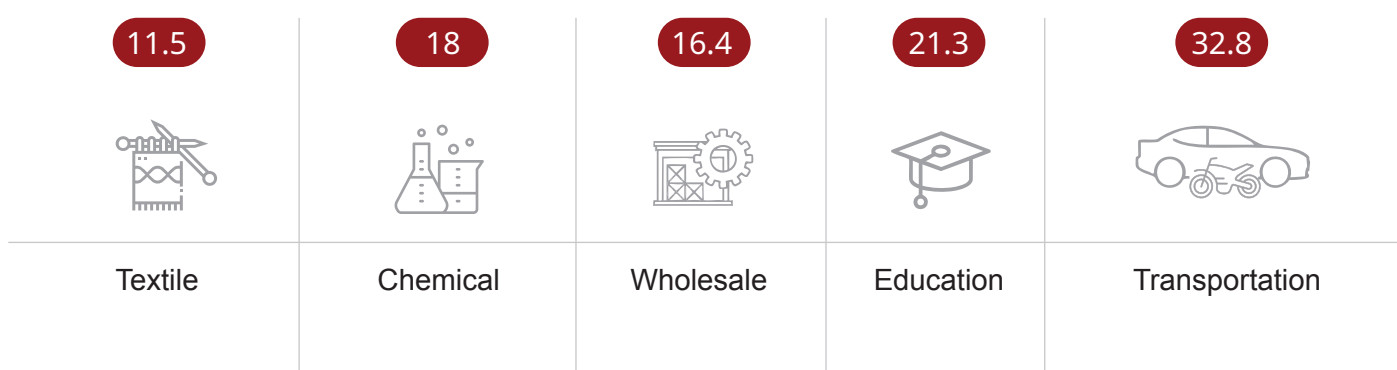 11.5 18 16.4 21.3 32.8
Textile Chemical Wholesale Education Transportation